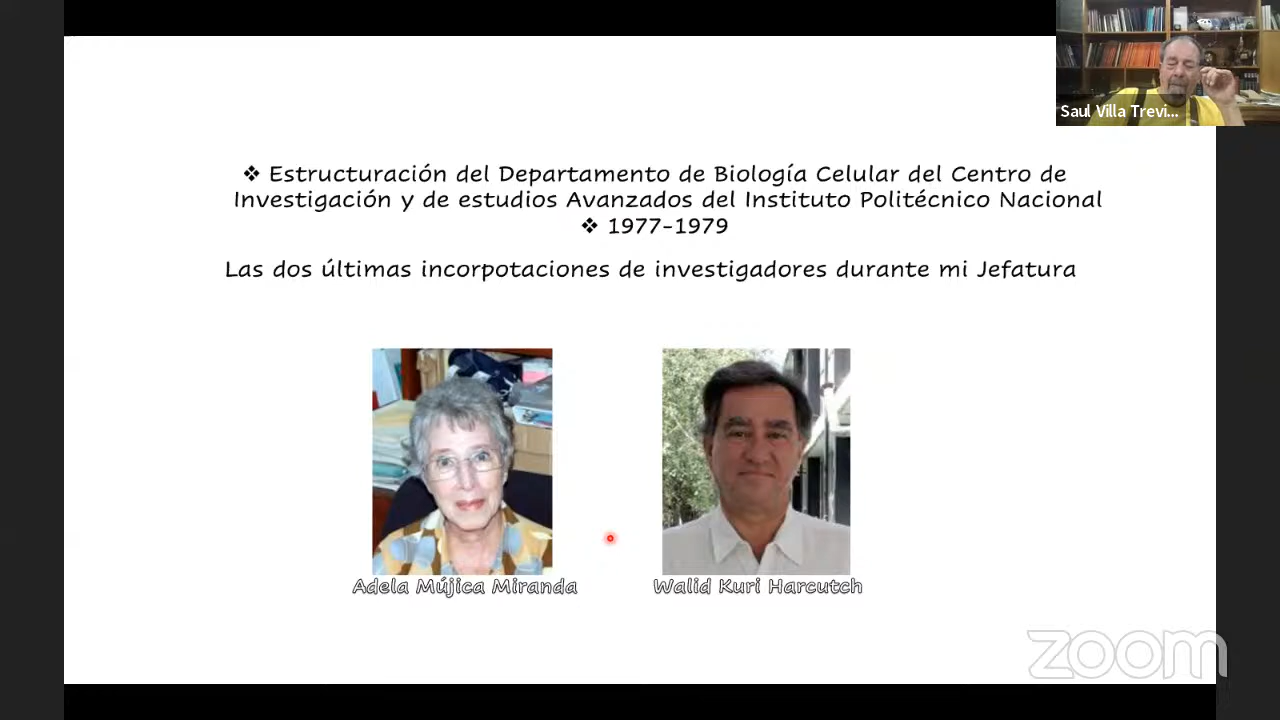 Saul Villa Trevi...
❖ Estructuración del Departamento de Biología Celular del Centro de
Investigación y de estudios Avanzados del Instituto Politécnico Nacional
❖ 1977-1979
Las dos últimas incorpotaciones de investigadores durante mi Jefatura
Adela Mújica Miranda
Walid Kuri Harcutch
zoom